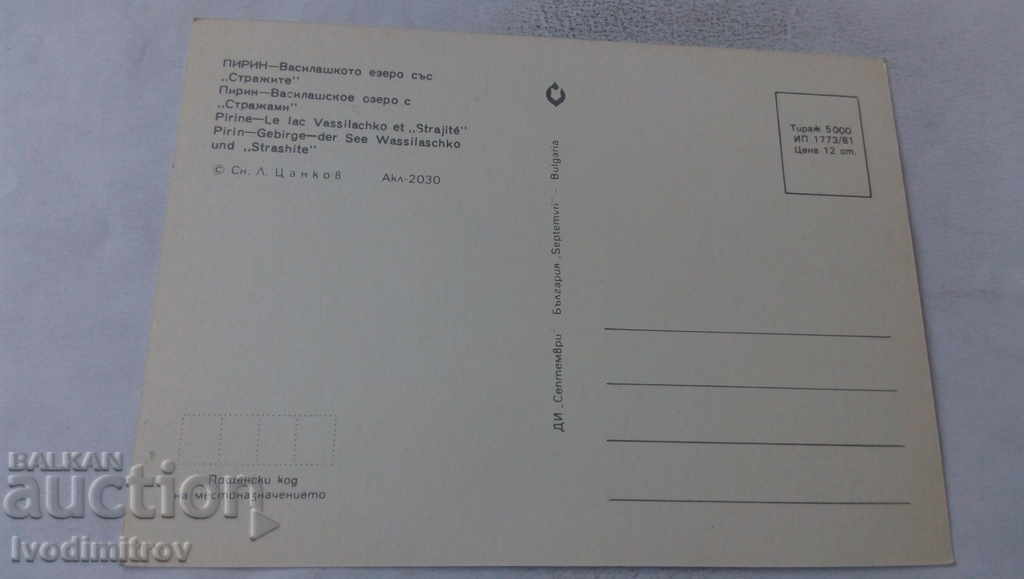 ПИРИН—Василашкото езеро със
„Стражите"
Пирин—Василашское озеро с
„Стражами"
Pirine—Le lac Vassilachko et „Strajité"
Pirin—Gebirge—der See Wassilaschko
und „Strashite"
© Сн. Л. Цанков Акл-2030
ДИ „Септември" България „Septemvri" - Bulgaria
Тираж 5000
ИП 1773/81
Цена 12 ст.
Пощенски код
на местоназначението
BALKAN
auction
Ivodimitrov